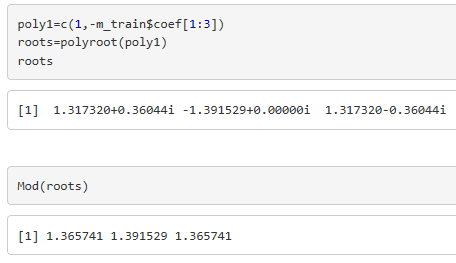 poly1=c(1,-m_train$coef[1:3])
roots=polyroot(poly1)
roots
[1]  1.317320+0.36044i -1.391529+0.00000i  1.317320-0.36044i
Mod(roots)
[1] 1.365741 1.391529 1.365741